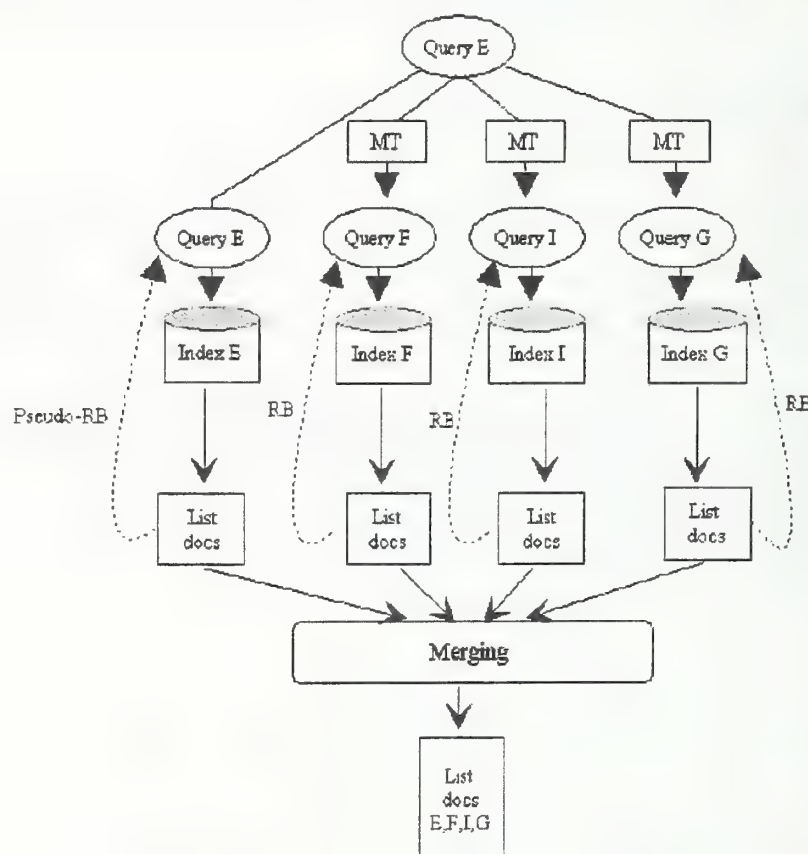 Query E
MT MT MT
Query E Query F Query I Query G
Index E Index F Index I Index G
Pseudo-RB RB RB RB
List docs List docs List docs List docs
Merging
List
docs
E,F,I,G